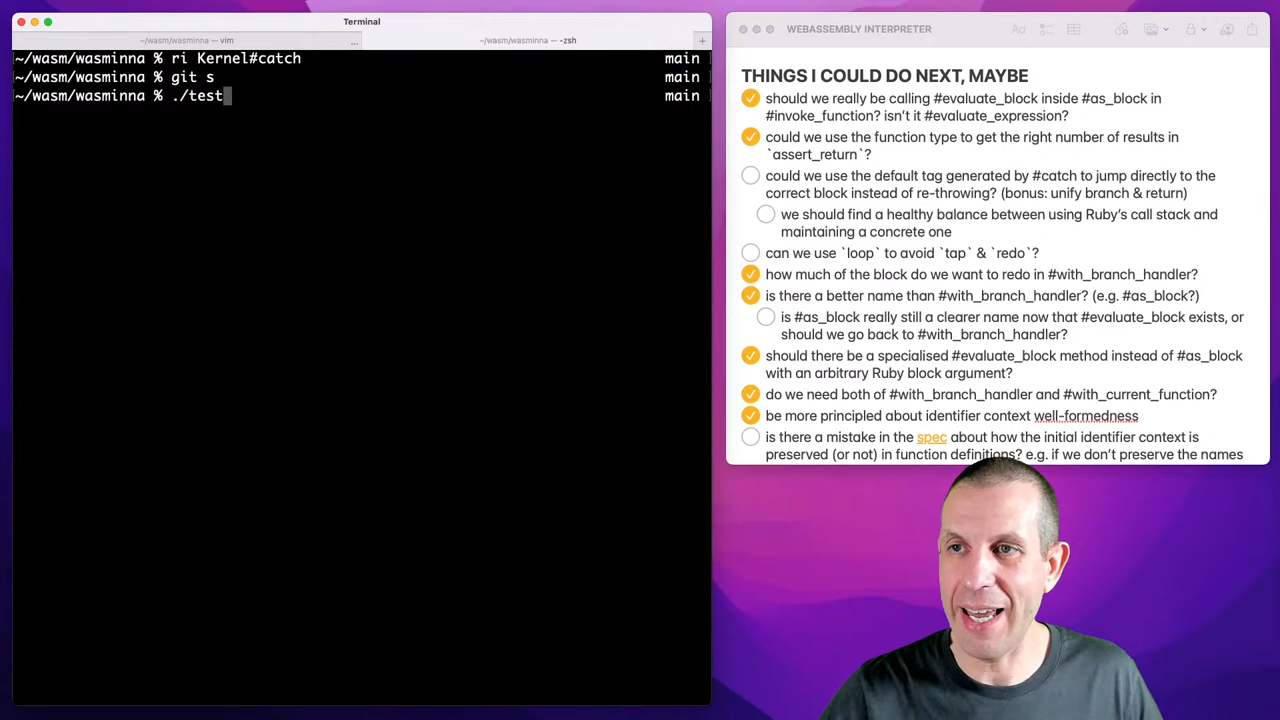 Terminal
~/wasm/wasminna — vim
...
~/wasm/wasminna — -zsh
+
~/wasm/wasminna % ri Kernel#catch main
~/wasm/wasminna % git s main
~/wasm/wasminna % ./test main
WEBASSEMBLY INTERPRETER
Aa
THINGS I COULD DO NEXT, MAYBE
should we really be calling #evaluate_block inside #as_block in
#invoke_function? isn’t it #evaluate_expression?
could we use the function type to get the right number of results in
`assert_return`?
could we use the default tag generated by #catch to jump directly to the
correct block instead of re-throwing? (bonus: unify branch & return)
we should find a healthy balance between using Ruby’s call stack and
maintaining a concrete one
can we use `loop` to avoid `tap` & `redo`?
how much of the block do we want to redo in #with_branch_handler?
is there a better name than #with_branch_handler? (e.g. #as_block?)
is #as_block really still a clearer name now that #evaluate_block exists, or
should we go back to #with_branch_handler?
should there be a specialised #evaluate_block method instead of #as_block
with an arbitrary Ruby block argument?
do we need both of #with_branch_handler and #with_current_function?
be more principled about identifier context well-formedness
is there a mistake in the spec about how the initial identifier context is
preserved (or not) in function definitions? e.g. if we don’t preserve the names